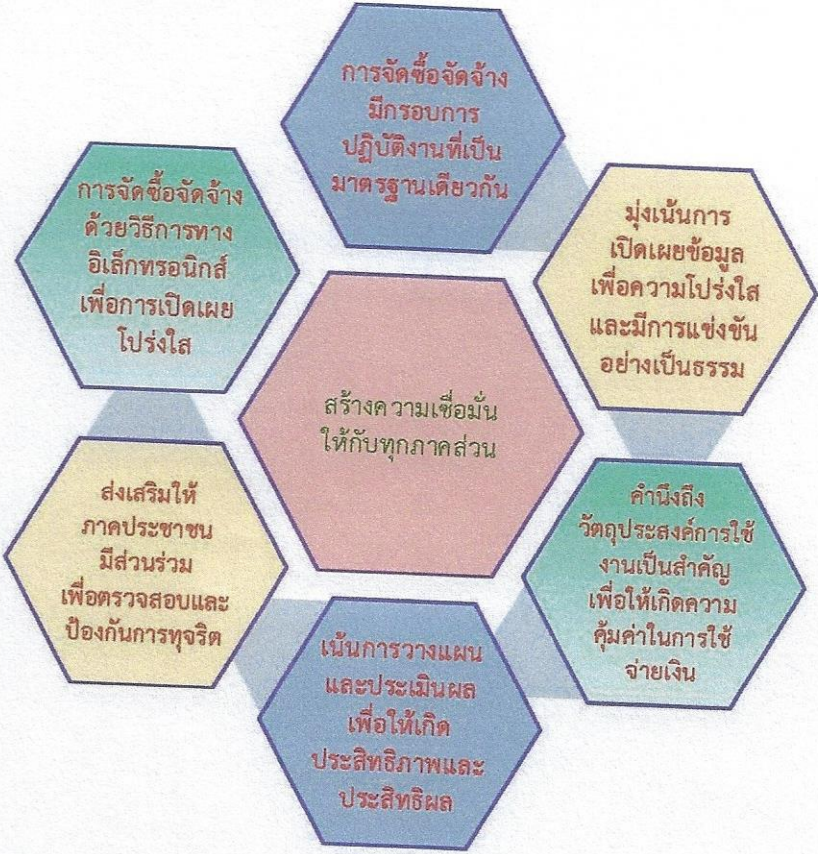 การจัดซื้อจัดจ้าง
มีกรอบการ
ปฏิบัติงานที่เป็น
มาตรฐานเดียวกัน
มุ่งเน้นการ
เปิดเผยข้อมูล
เพื่อความโปร่งใส
และมีการแข่งขัน
อย่างเป็นธรรม
คำนึงถึง
วัตถุประสงค์การใช้
งานเป็นสำคัญ
เพื่อให้เกิดความ
คุ้มค่าในการใช้
จ่ายเงิน
เน้นการวางแผน
และประเมินผล
เพื่อให้เกิด
ประสิทธิภาพและ
ประสิทธิผล
ส่งเสริมให้
ภาคประชาชน
มีส่วนร่วม
เพื่อตรวจสอบและ
ป้องกันการทุจริต
การจัดซื้อจัดจ้าง
ด้วยวิธีการทาง
อิเล็กทรอนิกส์
เพื่อการเปิดเผย
โปร่งใส
สร้างความเชื่อมั่น
ให้กับทุกภาคส่วน